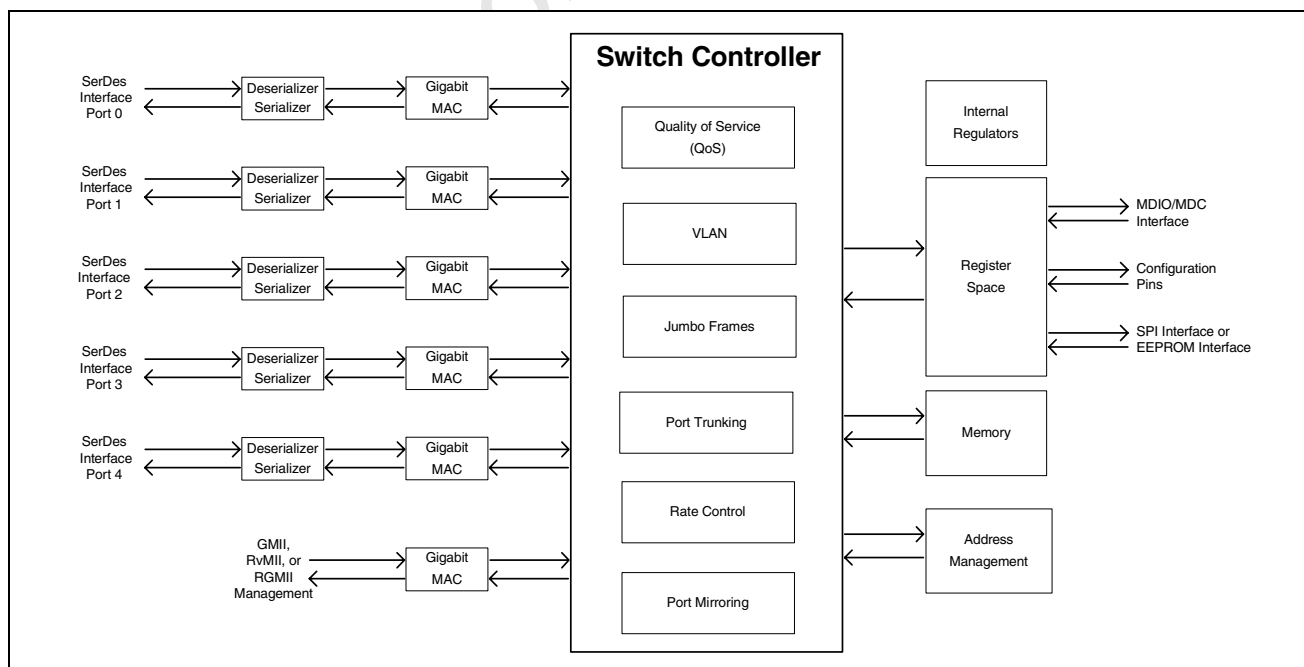 Switch Controller
SerDes
Interface
Port 0
Deserializer
Serializer
Gigabit
MAC
SerDes
Interface
Port 1
Deserializer
Serializer
Gigabit
MAC
SerDes
Interface
Port 2
Deserializer
Serializer
Gigabit
MAC
SerDes
Interface
Port 3
Deserializer
Serializer
Gigabit
MAC
SerDes
Interface
Port 4
Deserializer
Serializer
Gigabit
MAC
GMII,
RvMII, or
RGMII
Management
Gigabit
MAC
Quality of Service
(QoS)
VLAN
Jumbo Frames
Port Trunking
Rate Control
Port Mirroring
Internal
Regulators
Register
Space
MDIO/MDC
Interface
Configuration
Pins
SPI Interface or
EEPROM Interface
Memory
Address
Management